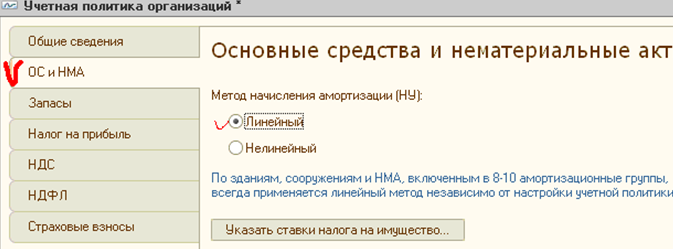 Учетная политика организаций *
Общие сведения
ОС и НМА
Запасы
Налог на прибыль
НДС
НДФЛ
Страховые взносы
Основные средства и нематериальные акт
Метод начисления амортизации (НУ):
Линейный
Нелинейный
По зданиям, сооружениям и НМА, включенным в 8-10 амортизационные группы,
всегда применяется линейный метод независимо от настройки учетной политики
Указать ставки налога на имущество...